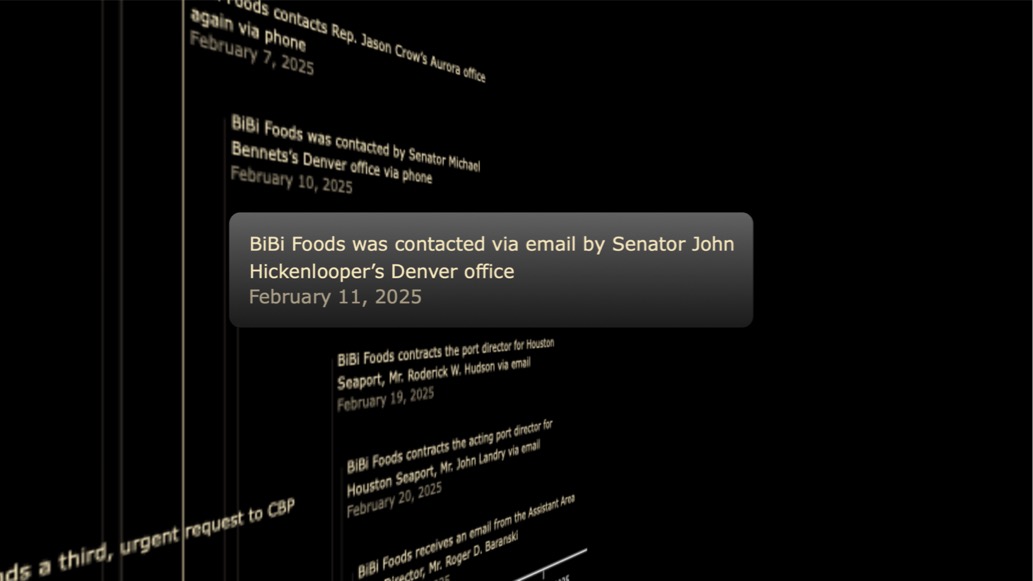 Foods contacts Rep. Jason Crow's Aurora office
again via phone
February 7, 2025
BiBi Foods was contacted by Senator Michael
Bennets's Denver office via phone
February 10, 2025
BiBi Foods was contacted via email by Senator John
Hickenlooper's Denver office
February 11, 2025
BiBi Foods contracts the port director for Houston
Seaport, Mr. Roderick W. Hudson via email
February 19, 2025
BiBi Foods contracts the acting port director for
Houston Seaport, Mr. John Landry via email
February 20, 2025
a third, urgent request to CBP
BiBi Foods receives an email from the Assistant Area
Director, Mr. Roger D. Baranski